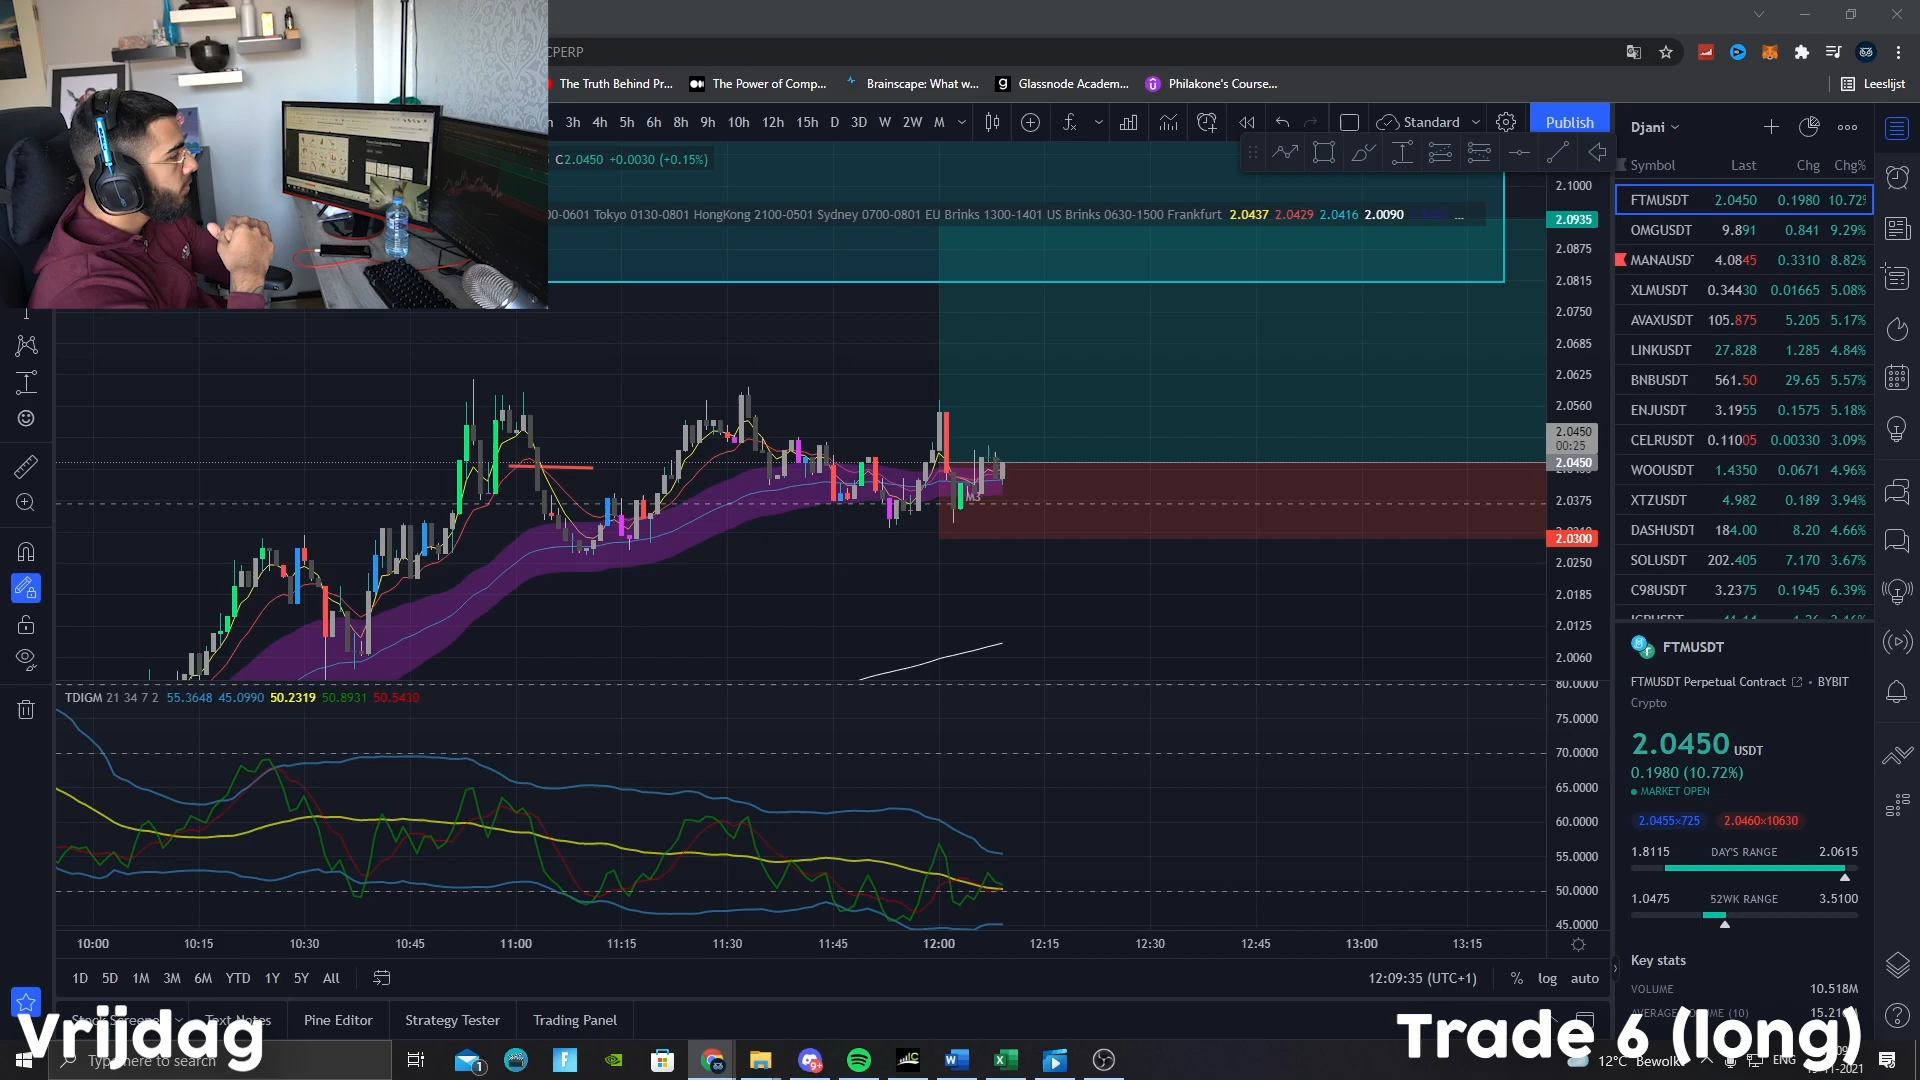 CPERP
The Truth Behind Pr...
The Power of Comp...
Brainscape: What w...
Glassnode Academ...
Philakone's Course...
Leeslijst
3h 4h 5h 6h 8h 9h 10h 12h 15h D 3D W 2W M
Standard
Publish
Djani
C2.0450 +0.0030 (+0.15%)
00-0601 Tokyo 0130-0801 HongKong 2100-0501 Sydney 0700-0801 EU Brinks 1300-1401 US Brinks 0630-1500 Frankfurt 2.0437 2.0429 2.0416 2.0090 ...
2.1000
2.0935
2.0875
2.0815
2.0750
2.0685
2.0625
2.0560
2.0450
00:25
2.0450
2.0375
2.0300
2.0250
2.0185
2.0125
2.0060
M3
Symbol Last Chg Chg%
FTMUSDT 2.0450 0.1980 10.72
OMGUSDT 9.891 0.841 9.29%
MANAUSD 4.0845 0.3310 8.82%
XLMUSDT 0.34430 0.01665 5.08%
AVAXUSDT 105.875 5.205 5.17%
LINKUSDT 27.828 1.285 4.84%
BNBUSDT 561.50 29.65 5.57%
ENJUSDT 3.1955 0.1575 5.18%
CELRUSDT 0.11005 0.00330 3.09%
WOOUSDT 1.4350 0.0671 4.96%
XTZUSDT 4.982 0.189 3.94%
DASHUSDT 184.00 8.20 4.66%
SOLUSDT 202.405 7.170 3.67%
C98USDT 3.2375 0.1945 6.39%
FTMUSDT
FTMUSDT Perpetual Contract • BYBIT
Crypto
2.0450 USDT
0.1980 (10.72%)
MARKET OPEN
2.0455×725 2.0460×10630
1.8115 DAY'S RANGE 2.0615
1.0475 52WK RANGE 3.5100
Key stats
VOLUME 10.518M
TDIGM 21 34 7 2 55.3648 45.0990 50.2319 50.8931 50.5430
80.0000
75.0000
70.0000
65.0000
60.0000
55.0000
50.0000
45.0000
10:00 10:15 10:30 10:45 11:00 11:15 11:30 11:45 12:00 12:15 12:30 12:45 13:00 13:15
1D 5D 1M 3M 6M YTD 1Y 5Y All
12:09:35 (UTC+1) % log auto
Text Notes Pine Editor Strategy Tester Trading Panel
Vrijdag
Trade 6 (long)
Type here to search
12°C
ENG